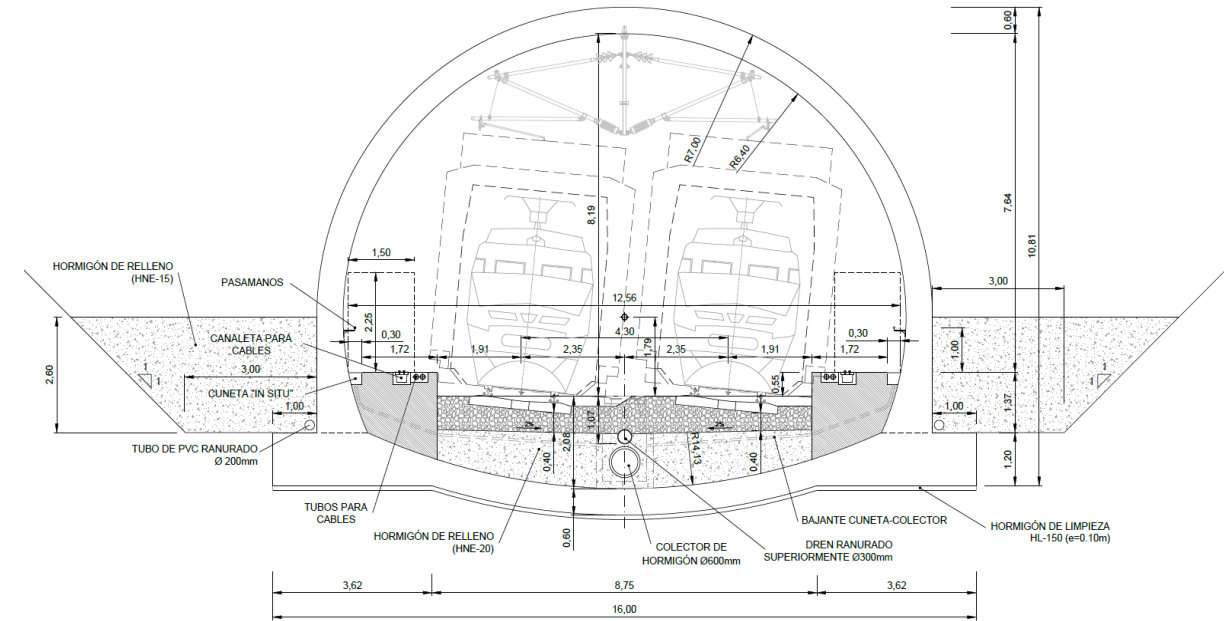 0,60
R7,00
R6,40
8,19
7,64
10,81
1,50
HORMIGÓN DE RELLENO
(HNE-15)
PASAMANOS
3,00
12,56
2,25
4,30
0,30
0,30
1,79
CANALETA PARA
CABLES
1,72
1,91
2,35
2,35
1,91
1,72
1,00
2,60
1
1
3,00
CUNETA "IN SITU"
0,55
1
1
1,37
1,00
1,07
1,00
TUBO DE PVC RANURADO
Ø 200mm
2%
2%
0,40
2,08
R14,13
0,40
1,20
TUBOS PARA
CABLES
0,60
HORMIGÓN DE RELLENO
(HNE-20)
COLECTOR DE
HORMIGÓN Ø600mm
BAJANTE CUNETA-COLECTOR
DREN RANURADO
SUPERIORMENTE Ø300mm
HORMIGÓN DE LIMPIEZA
HL-150 (e=0.10m)
3,62
8,75
3,62
16,00